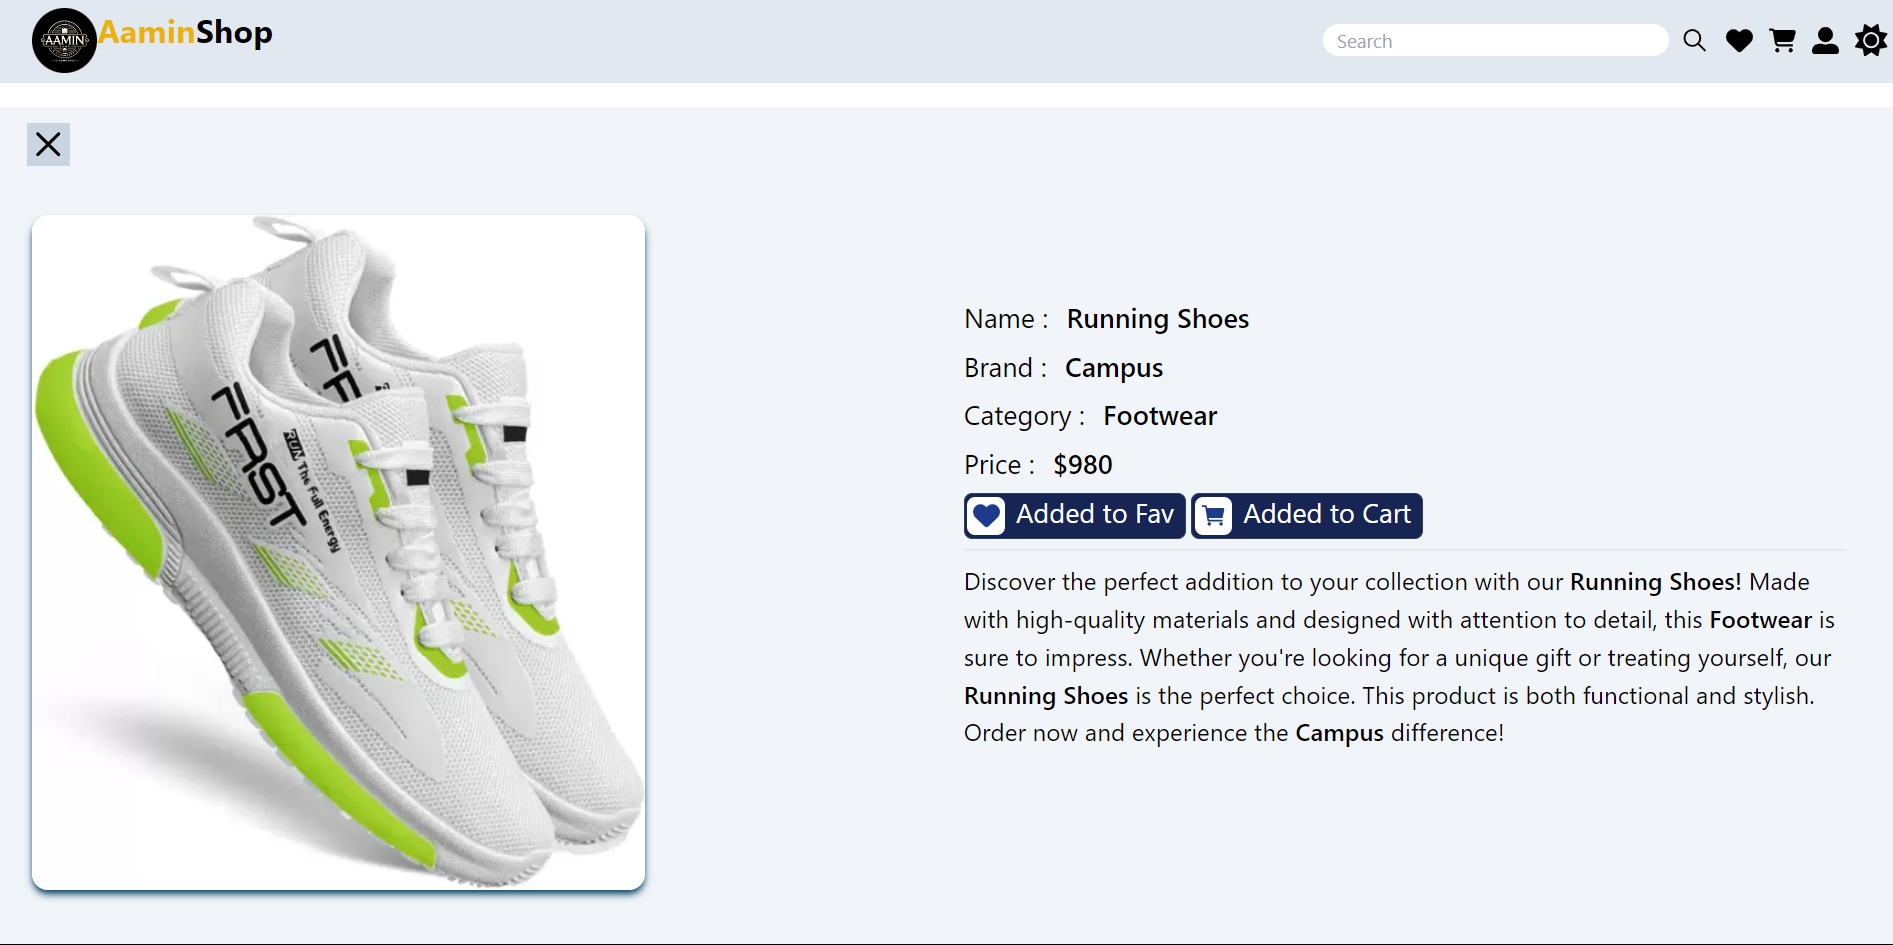 AAMIN
AaminShop
Search
FAST
RUN The Full Energy
Name : Running Shoes
Brand : Campus
Category : Footwear
Price : $980
Added to Fav
Added to Cart
Discover the perfect addition to your collection with our Running Shoes! Made
with high-quality materials and designed with attention to detail, this Footwear is
sure to impress. Whether you're looking for a unique gift or treating yourself, our
Running Shoes is the perfect choice. This product is both functional and stylish.
Order now and experience the Campus difference!